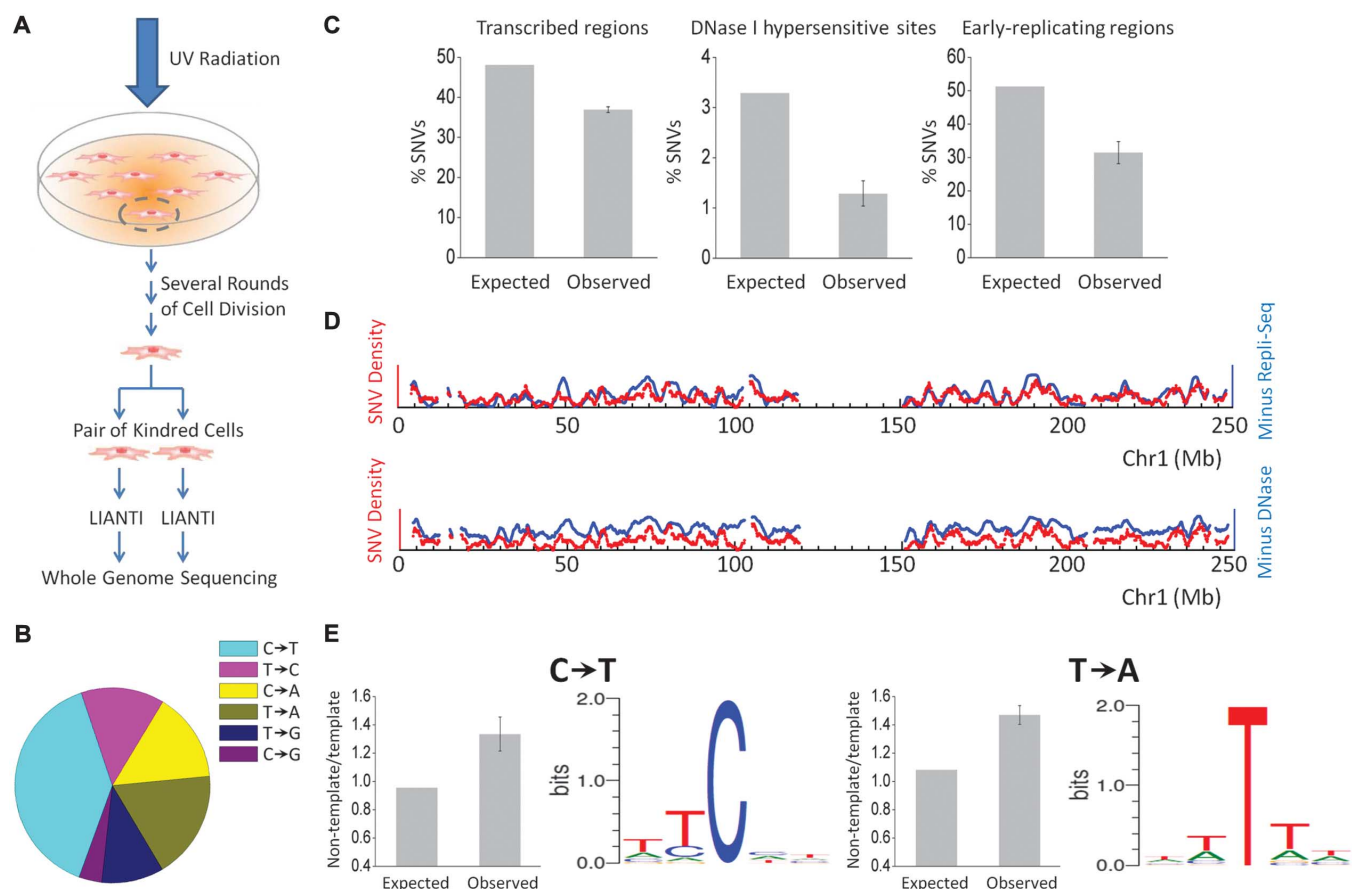 A
UV Radiation
Several Rounds
of Cell Division
Pair of Kindred Cells
LIANTI LIANTI
Whole Genome Sequencing
B
C→T
T→C
C→A
T→A
T→G
C→G
C
Transcribed regions
% SNVs
50
40
30
20
10
0
Expected Observed
DNase I hypersensitive sites
% SNVs
4
3
2
1
0
Expected Observed
Early-replicating regions
% SNVs
60
50
40
30
20
10
0
Expected Observed
D
SNV Density
Minus Repli-Seq
0 50 100 150 200 250
Chr1 (Mb)
SNV Density
Minus DNase
0 50 100 150 200 250
Chr1 (Mb)
E
Non-template/template
1.6
1.4
1.2
1.0
0.8
0.6
0.4
Expected Observed
C→T
bits
2.0
1.0
0.0
T T C
C
A A
Non-template/template
1.6
1.4
1.2
1.0
0.8
0.6
0.4
Expected Observed
T→A
bits
2.0
1.0
0.0
T T T T
A A A